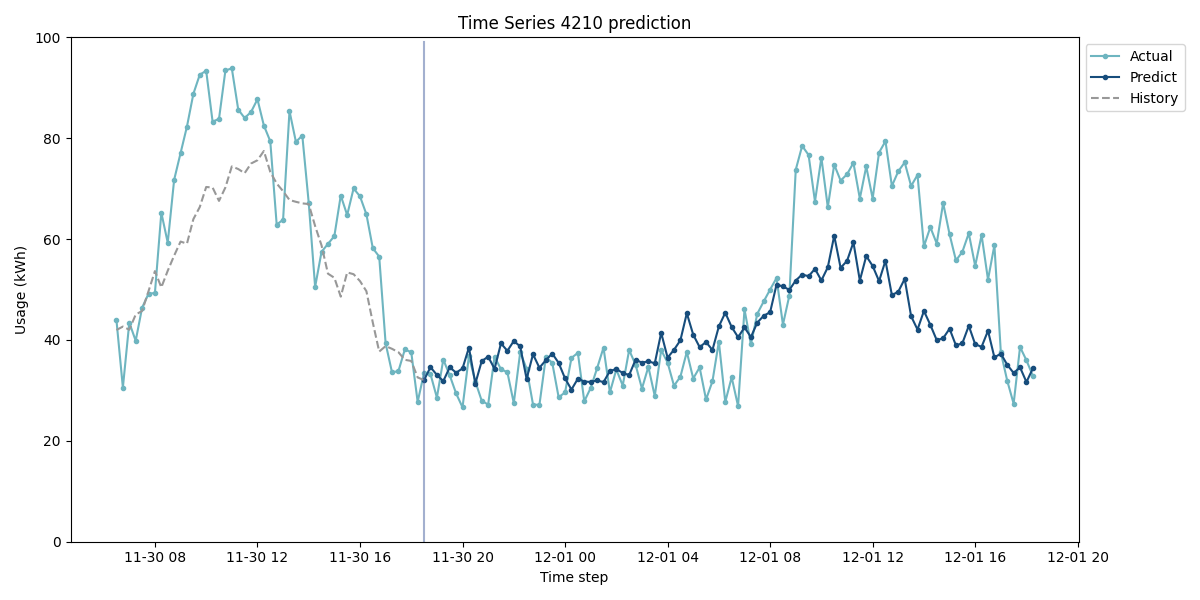 Time Series 4210 prediction
Usage (kWh)
100
80
60
40
20
0
11-30 08
11-30 12
11-30 16
11-30 20
12-01 00
12-01 04
12-01 08
12-01 12
12-01 16
12-01 20
Time step
Actual
Predict
History